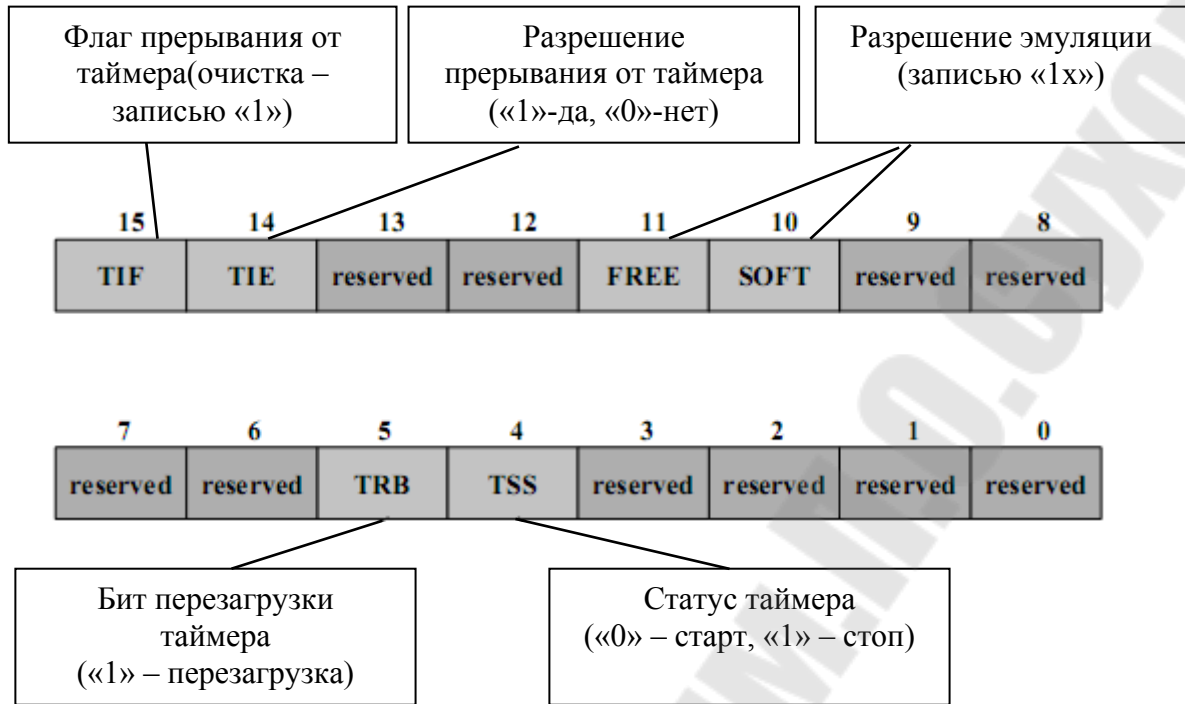 Флаг прерывания от
таймера(очистка –
записью «1»)
Разрешение
прерывания от таймера
(«1»-да, «0»-нет)
Разрешение эмуляции
(записью «1x»)
15 14 13 12 11 10 9 8
TIF TIE reserved reserved FREE SOFT reserved reserved
7 6 5 4 3 2 1 0
reserved reserved TRB TSS reserved reserved reserved reserved
Бит перезагрузки
таймера
(«1» – перезагрузка)
Статус таймера
(«0» – старт, «1» – стоп)